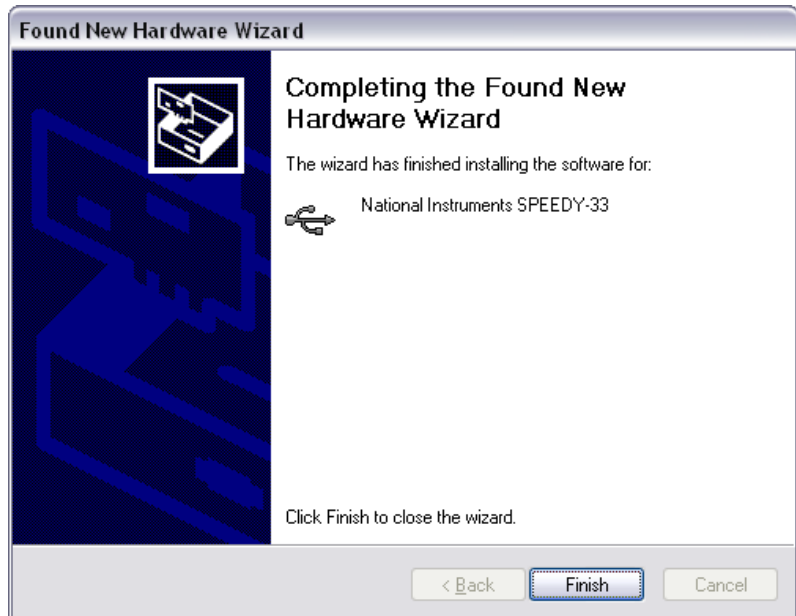 Found New Hardware Wizard
Completing the Found New
Hardware Wizard
The wizard has finished installing the software for:
National Instruments SPEEDY-33
Click Finish to close the wizard.
< Back
Finish
Cancel